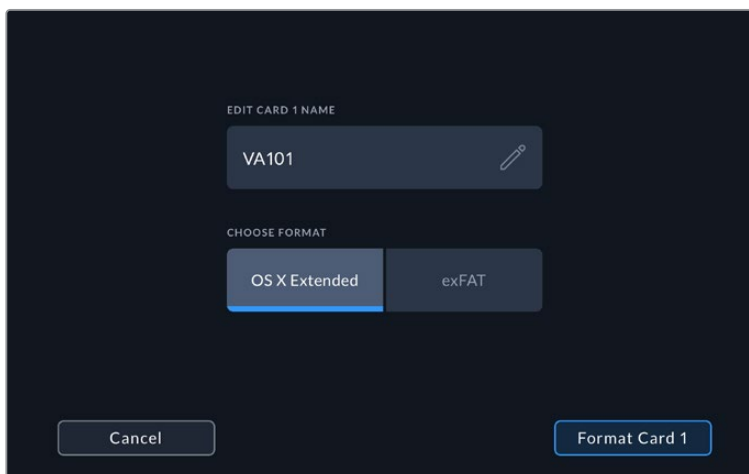 EDIT CARD 1 NAME
VA101
CHOOSE FORMAT
OS X Extended exFAT
Cancel Format Card 1